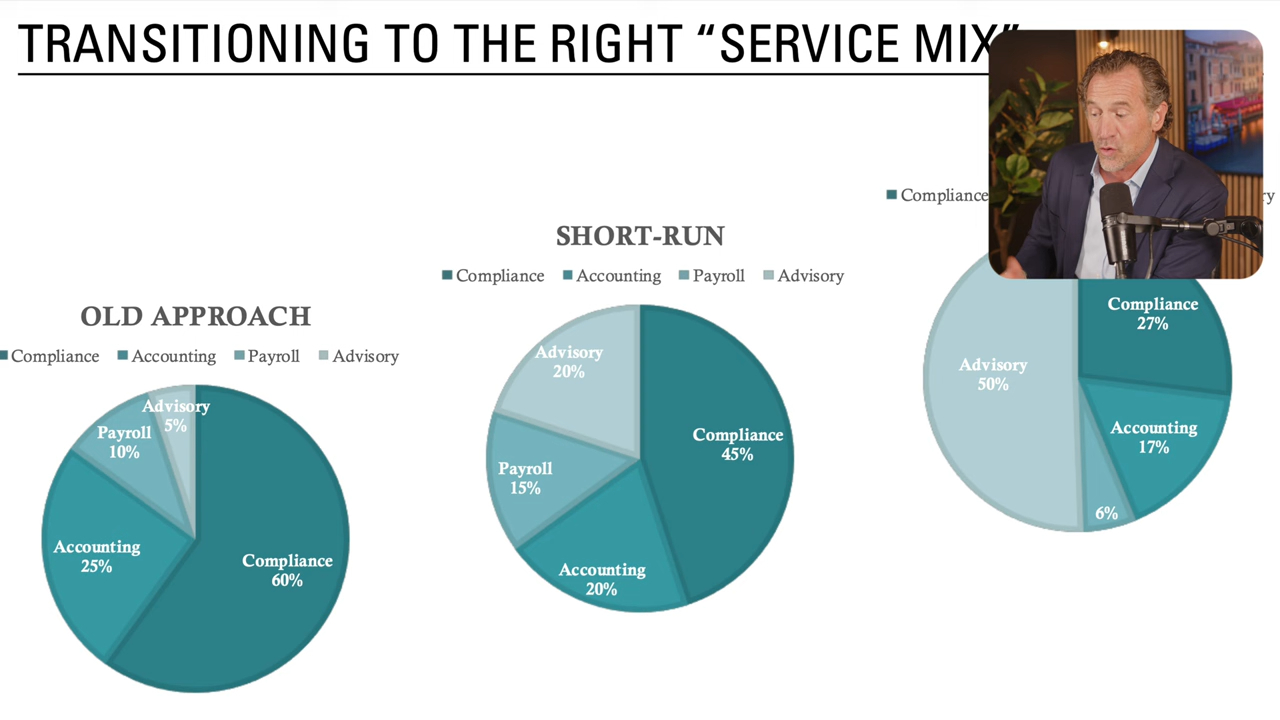 TRANSITIONING TO THE RIGHT “SERVICE MIX”
OLD APPROACH
Compliance Accounting Payroll Advisory
Advisory
5%
Payroll
10%
Accounting
25%
Compliance
60%
SHORT-RUN
Compliance Accounting Payroll Advisory
Advisory
20%
Compliance
45%
Payroll
15%
Accounting
20%
Compliance
Compliance
27%
Advisory
50%
Accounting
17%
6%